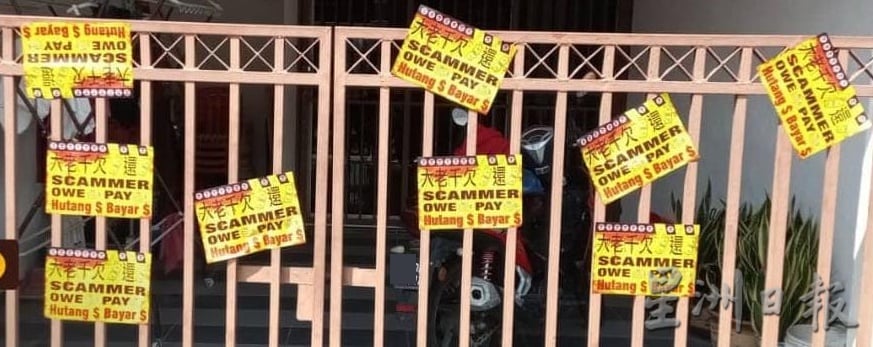 大老千欠 還
SCAMMER
OWE PAY
Hutang $ Bayar $
大老千欠 還
SCAMMER
OWE PAY
Hutang $ Bayar $
大老千欠 還
SCAMMER
OWE PAY
Hutang $ Bayar $
大老千欠 還
SCAMMER
OWE PAY
Hutang $ Bayar $
大老千欠 還
SCAMMER
OWE PAY
Hutang $ Bayar $
大老千欠 還
SCAMMER
OWE PAY
Hutang $ Bayar $
大老千欠 還
SCAMMER
OWE PAY
Hutang $ Bayar $
大老千欠 還
SCAMMER
OWE PAY
Hutang $ Bayar $
大老千欠 還
SCAMMER
OWE PAY
Hutang $ Bayar $
星洲日報